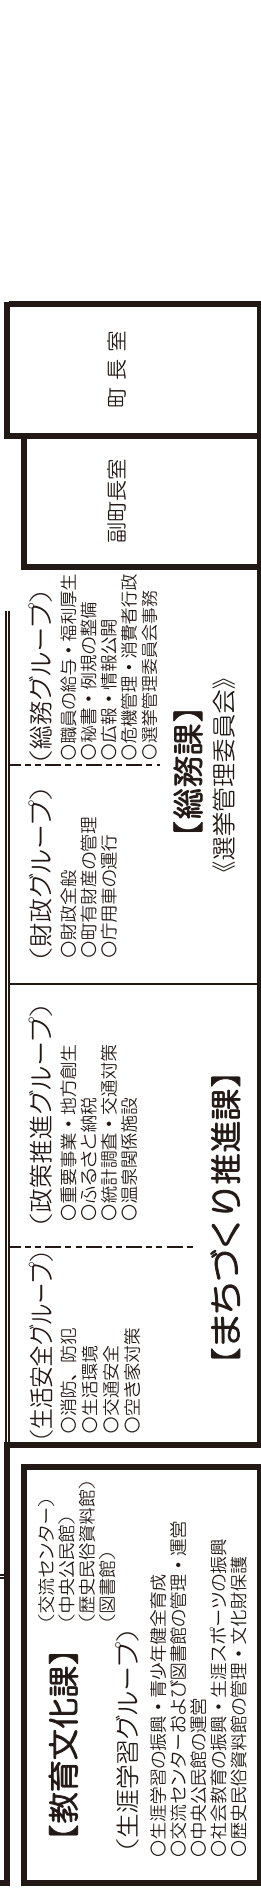 町長室
副町長室
（総務グループ）
○職員の給与・福利厚生
○秘書・例規の整備
○広報・情報公開
○危機管理・消費者行政
○選挙管理委員会事務
【総務課】
《選挙管理委員会》
（財政グループ）
○財政全般
○町有財産の管理
○庁用車の運行
（政策推進グループ）
○重要事業・地方創生
○ふるさと納税
○統計調査・交通対策
○温泉関係施設
【まちづくり推進課】
（生活安全グループ）
○消防、防犯
○生活環境
○交通安全
○空き家対策
【教育文化課】
（交流センター）
（中央公民館）
（歴史民俗資料館）
（図書館）
（生涯学習グループ）
○生涯学習の振興・青少年健全育成
○交流センターおよび図書館の管理・運営
○中央公民館の運営
○社会教育の振興・生涯スポーツの振興
○歴史民俗資料館の管理・文化財保護